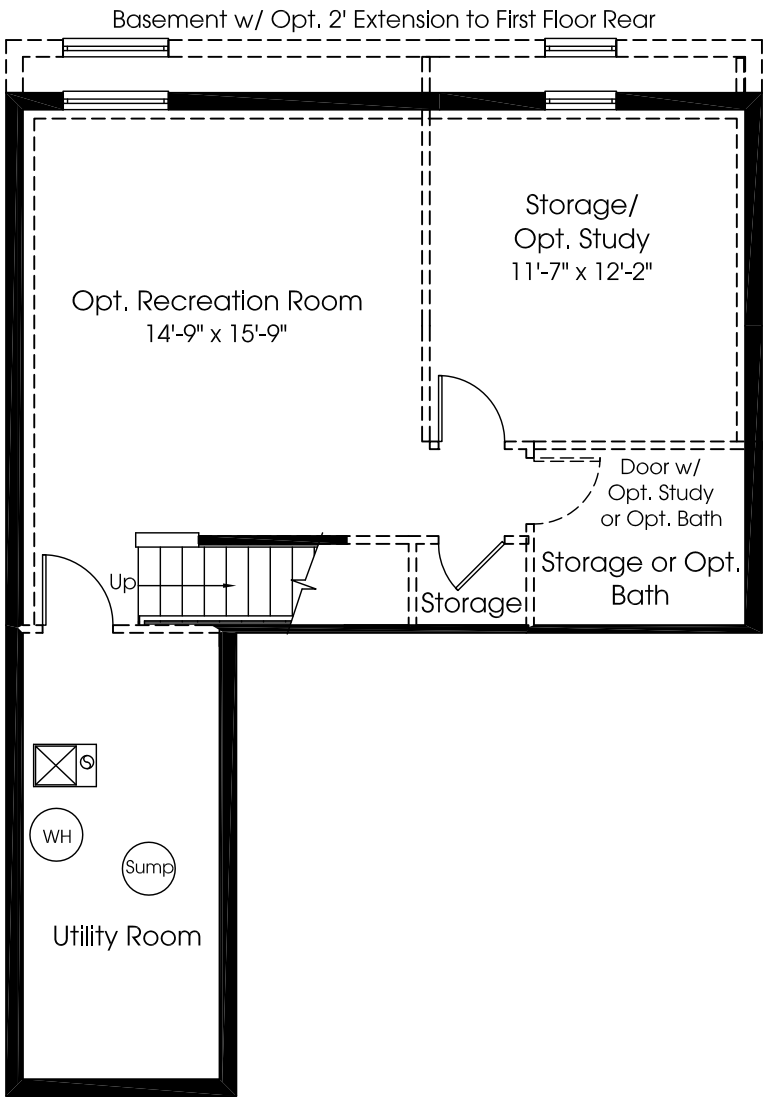 Basement w/ Opt. 2' Extension to First Floor Rear
Storage/
Opt. Study
11'-7" x 12'-2"
Opt. Recreation Room
14'-9" x 15'-9"
Door w/
Opt. Study
or Opt. Bath
Storage or Opt.
Bath
Up
Storage
WH
Sump
Utility Room